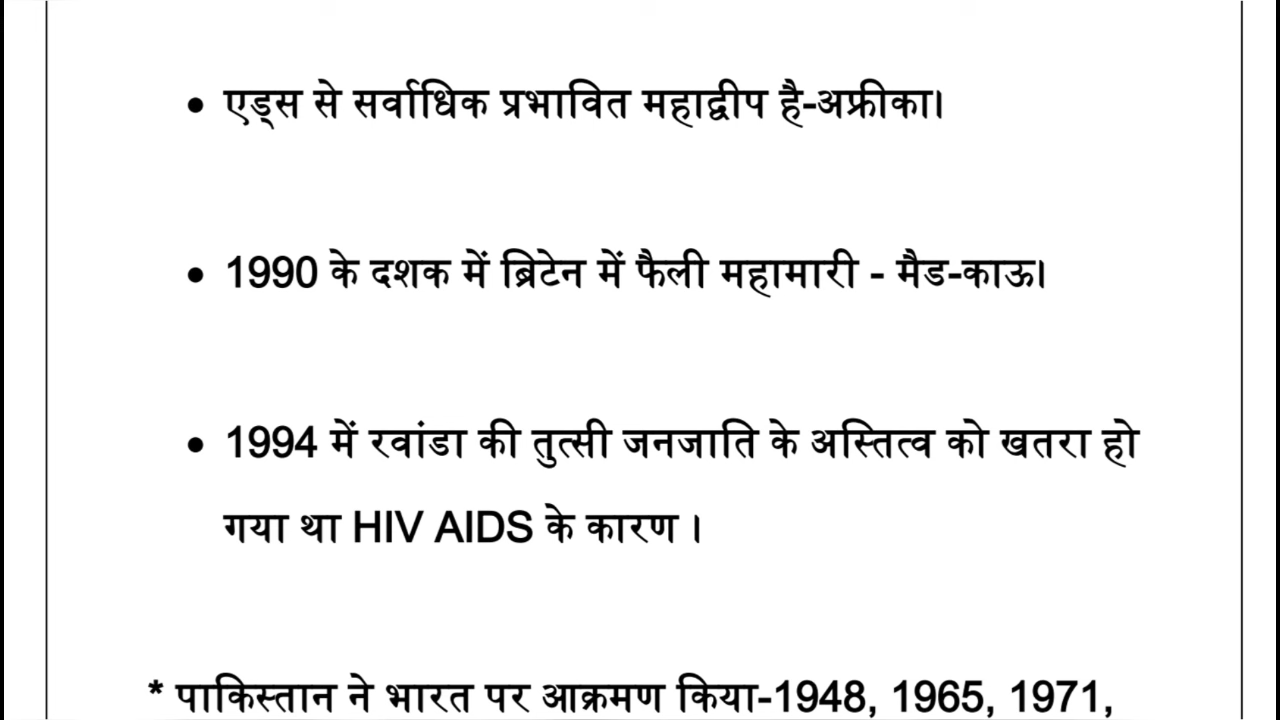 • एड्स से सर्वाधिक प्रभावित महाद्वीप है-अफ्रीका।
• 1990 के दशक में ब्रिटेन में फैली महामारी - मैड-काऊ।
• 1994 में रवांडा की तुत्सी जनजाति के अस्तित्व को खतरा हो
गया था HIV AIDS के कारण ।
* पाकिस्तान ने भारत पर आक्रमण किया-1948, 1965, 1971,